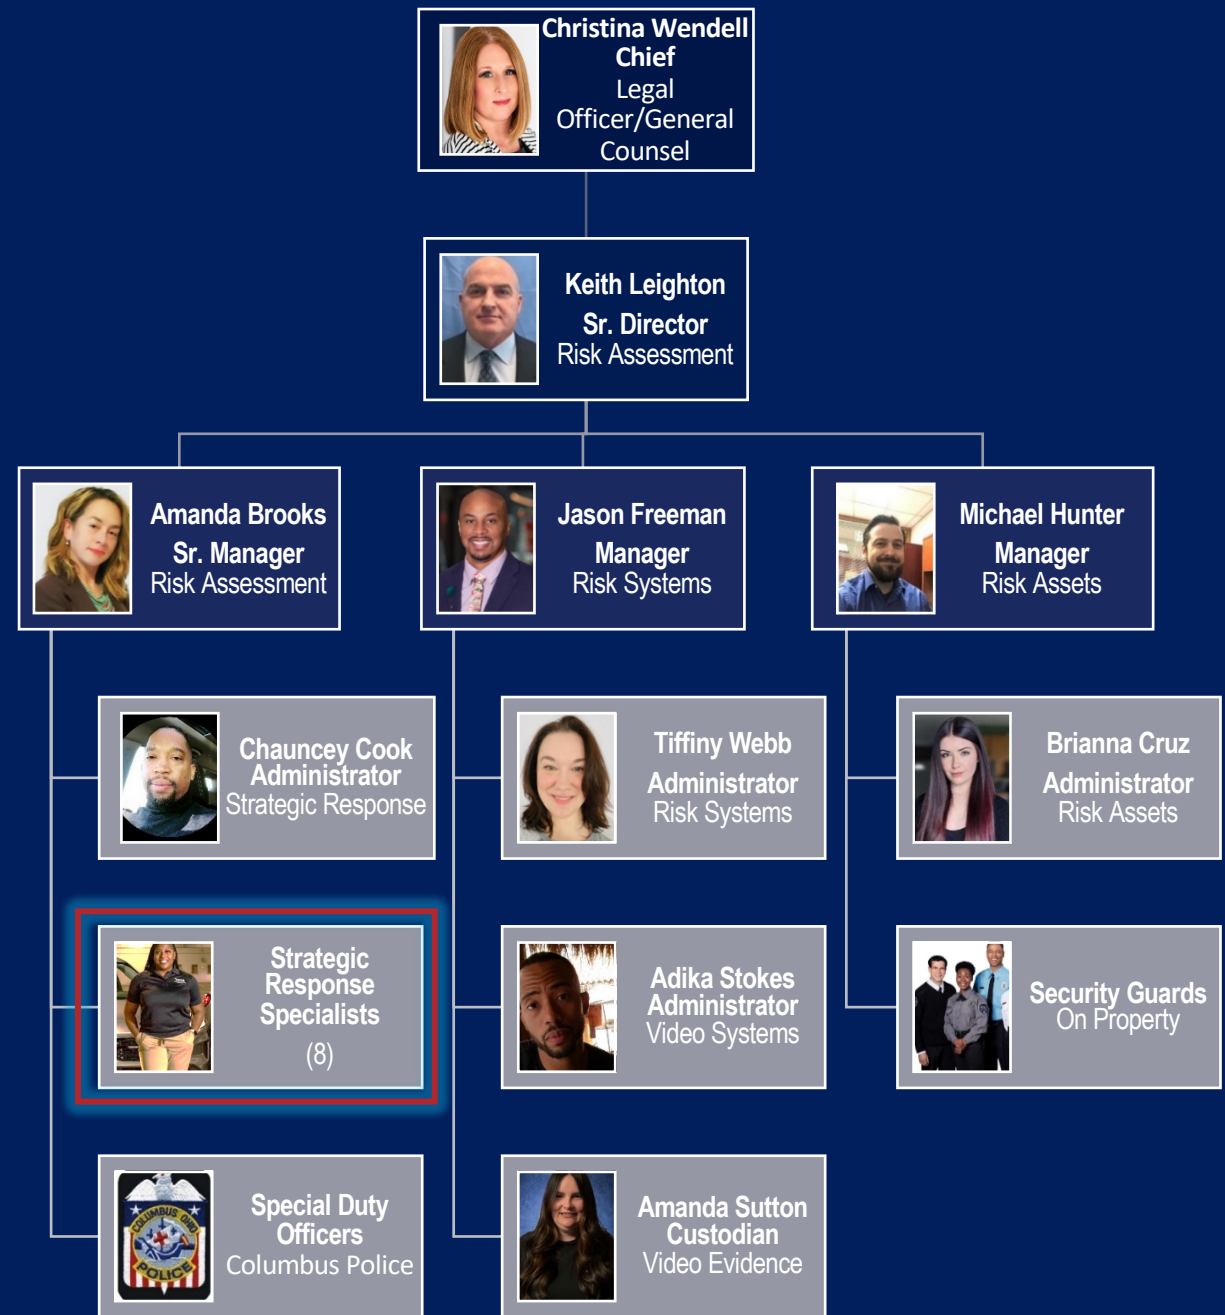 Christina Wendell
Chief
Legal
Officer/General
Counsel
Keith Leighton
Sr. Director
Risk Assessment
Amanda Brooks
Sr. Manager
Risk Assessment
Jason Freeman
Manager
Risk Systems
Michael Hunter
Manager
Risk Assets
Chauncey Cook
Administrator
Strategic Response
Tiffiny Webb
Administrator
Risk Systems
Brianna Cruz
Administrator
Risk Assets
Strategic
Response
Specialists
(8)
Adika Stokes
Administrator
Video Systems
Security Guards
On Property
COLUMBUS OHIO
POLICE
Special Duty
Officers
Columbus Police
Amanda Sutton
Custodian
Video Evidence